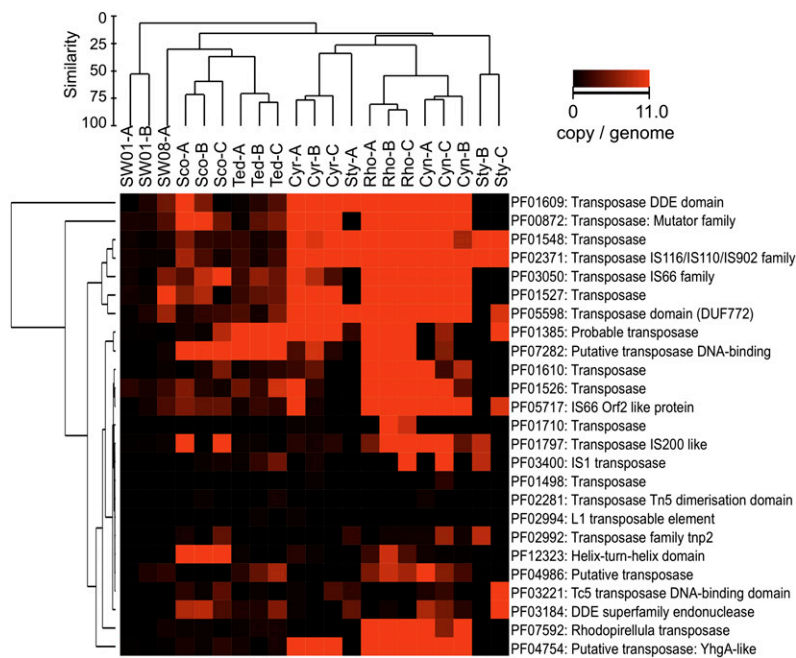 0
25
50
75
100
Similarity
0 11.0
copy / genome
SW01-A
SW01-B
SW08-A
Sco-A
Sco-B
Sco-C
Ted-A
Ted-B
Ted-C
Cyr-A
Cyr-B
Cyr-C
Sty-A
Rho-A
Rho-B
Rho-C
Cyn-A
Cyn-C
Cyn-B
Sty-B
Sty-C
PF01609: Transposase DDE domain
PF00872: Transposase: Mutator family
PF01548: Transposase
PF02371: Transposase IS116/IS110/IS902 family
PF03050: Transposase IS66 family
PF01527: Transposase
PF05598: Transposase domain (DUF772)
PF01385: Probable transposase
PF07282: Putative transposase DNA-binding
PF01610: Transposase
PF01526: Transposase
PF05717: IS66 Orf2 like protein
PF01710: Transposase
PF01797: Transposase IS200 like
PF03400: IS1 transposase
PF01498: Transposase
PF02281: Transposase Tn5 dimerisation domain
PF02994: L1 transposable element
PF02992: Transposase family tnp2
PF12323: Helix-turn-helix domain
PF04986: Putative transposase
PF03221: Tc5 transposase DNA-binding domain
PF03184: DDE superfamily endonuclease
PF07592: Rhodopirellula transposase
PF04754: Putative transposase: YhgA-like